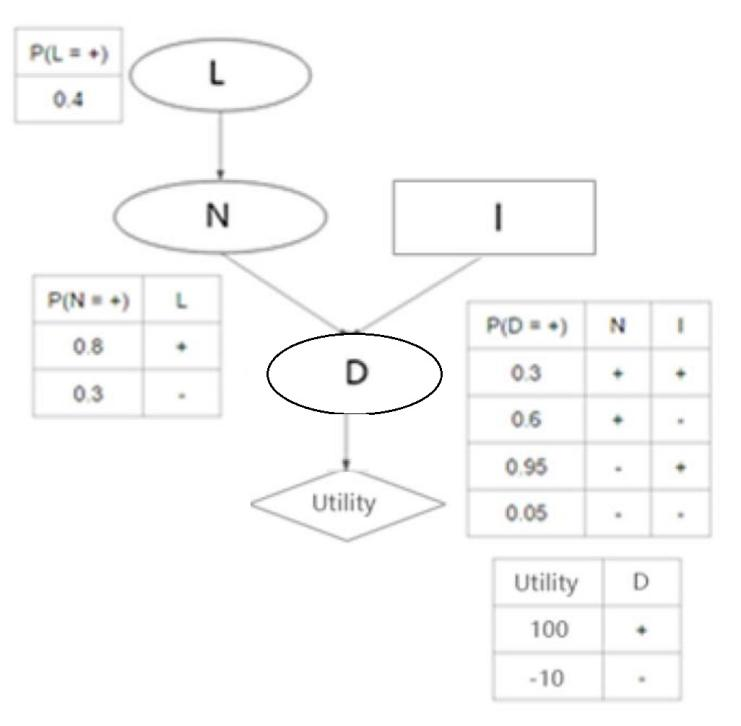 P(L = +)
0.4
L
N
I
P(N = +) L
0.8 +
0.3 -
D
P(D = +) N I
0.3 + +
0.6 + -
0.95 - +
0.05 - -
Utility
Utility D
100 +
-10 -